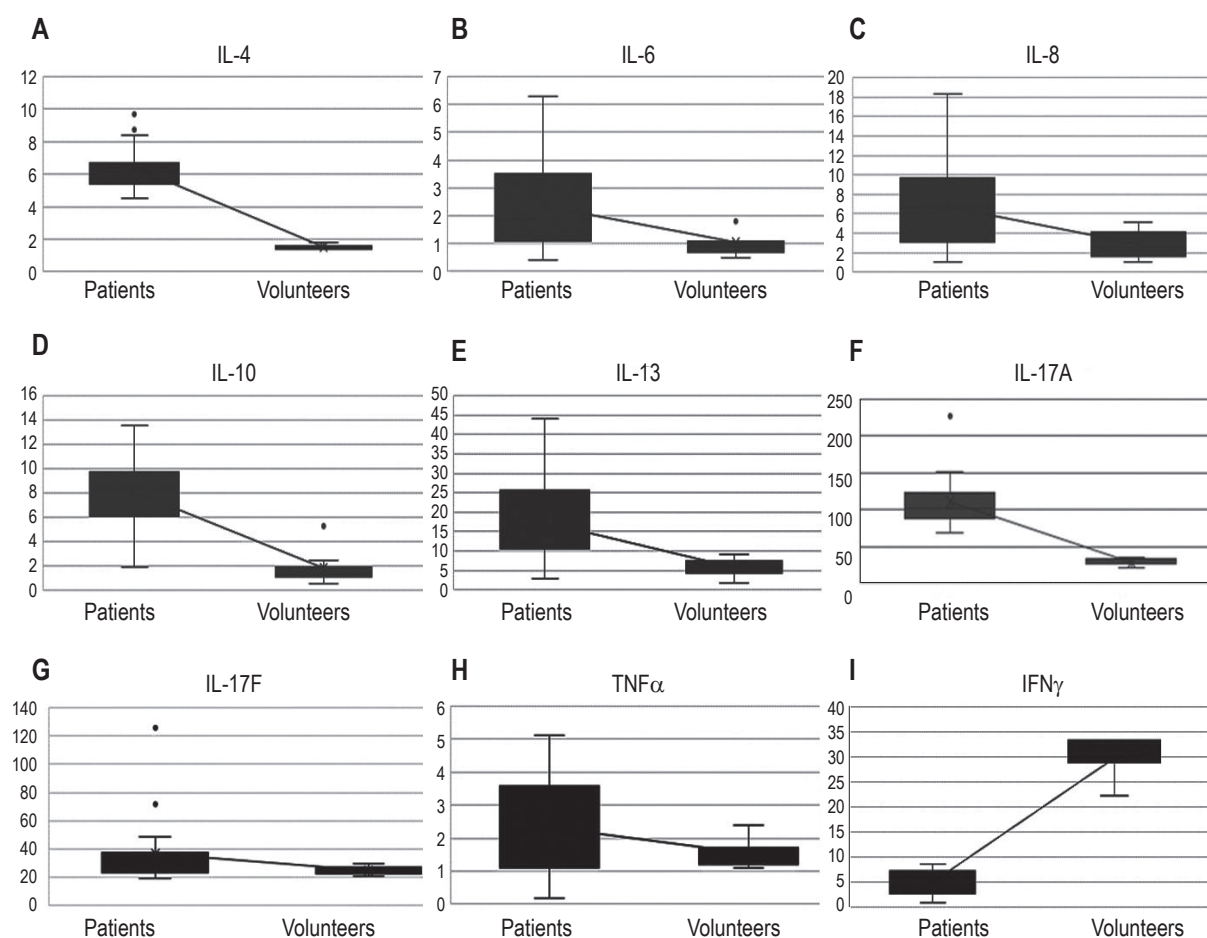 A
IL-4
12
10
8
6
4
2
0
Patients Volunteers
B
IL-6
7
6
5
4
3
2
1
0
Patients Volunteers
C
IL-8
20
18
16
14
12
10
8
6
4
2
0
Patients Volunteers
D
IL-10
16
14
12
10
8
6
4
2
0
Patients Volunteers
E
IL-13
50
45
40
35
30
25
20
15
10
5
0
Patients Volunteers
F
IL-17A
250
200
150
100
50
0
Patients Volunteers
G
IL-17F
140
120
100
80
60
40
20
0
Patients Volunteers
H
TNFα
6
5
4
3
2
1
0
Patients Volunteers
I
IFNγ
40
35
30
25
20
15
10
5
0
Patients Volunteers